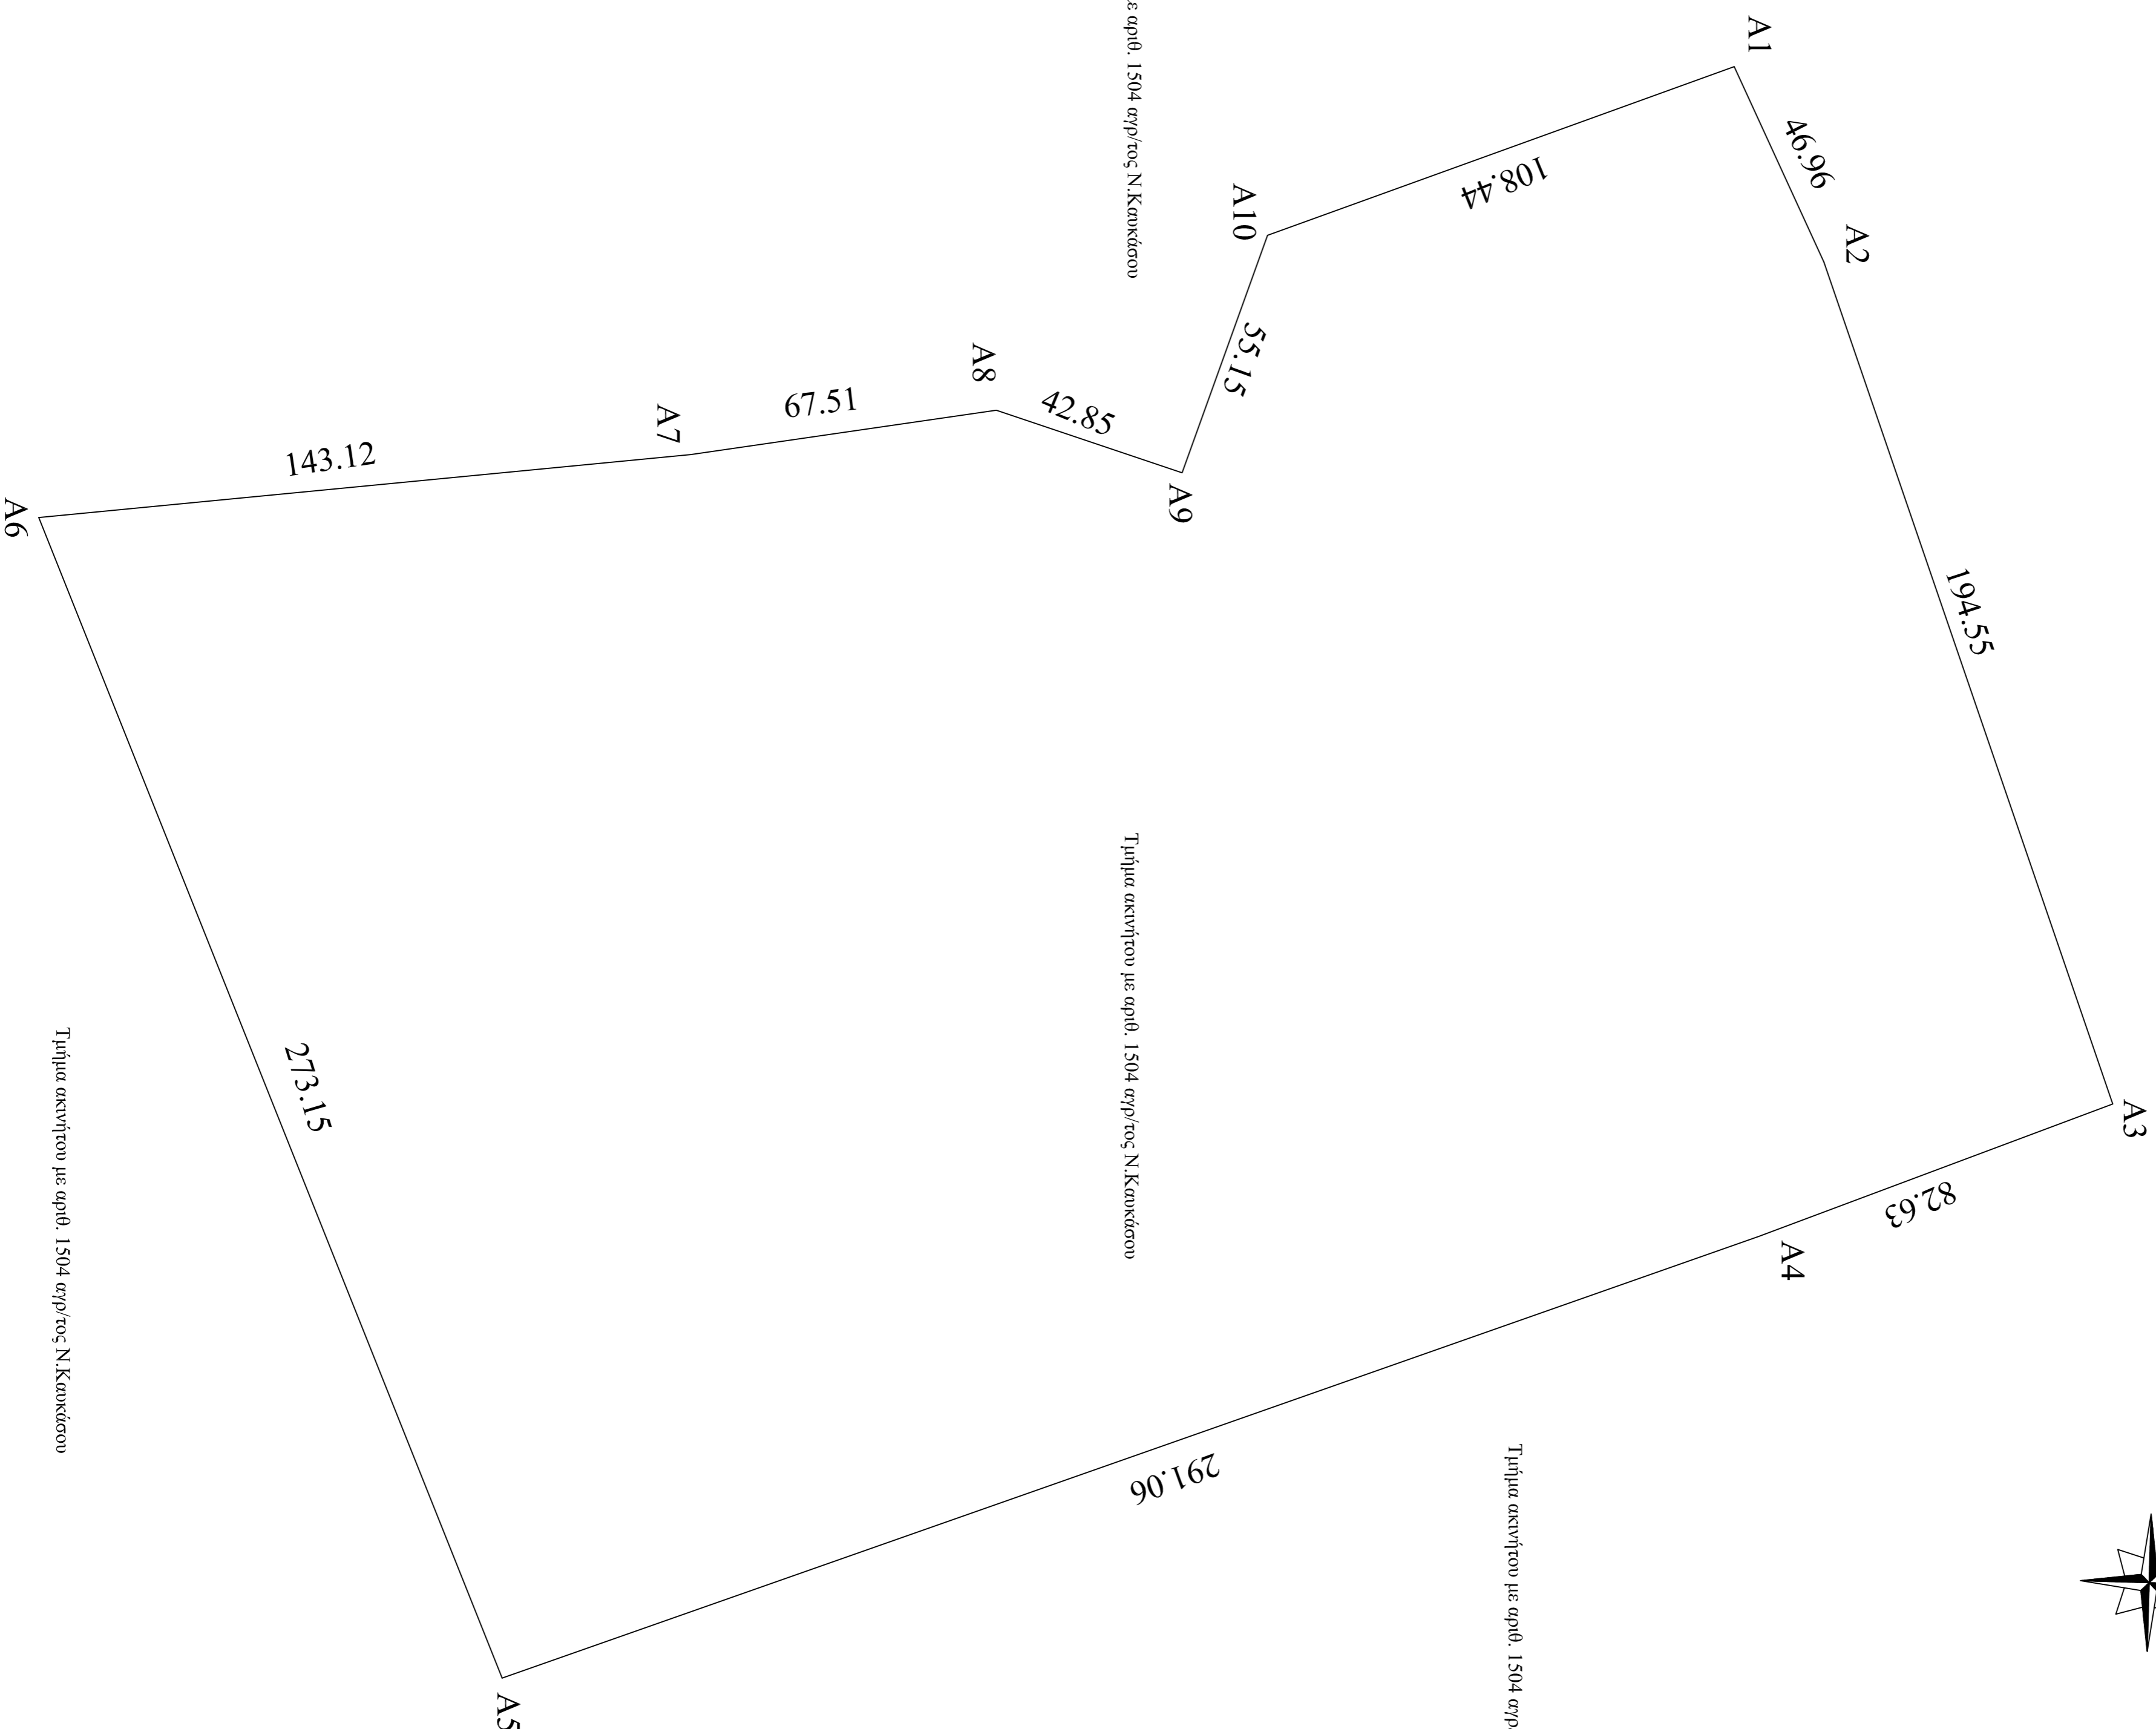 A1
46.96
A2
108.44
A10
55.15
ε αριθ. 1504 αγρ/τος Ν.Καυκάσου
A8
42.85
67.51
A7
A9
143.12
A6
194.55
Τμήμα ακινήτου με αριθ. 1504 αγρ/τος Ν.Καυκάσου
A3
82.63
A4
273.15
Τμήμα ακινήτου με αριθ. 1504 αγρ/τος Ν.Καυκάσου
291.06
Τμήμα ακινήτου με αριθ. 1504 αγρ
A5